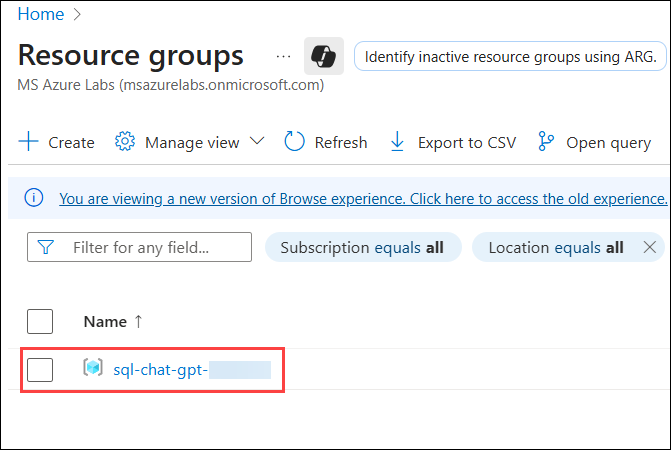 Home >
Resource groups ... Identify inactive resource groups using ARG.
MS Azure Labs (msazurelabs.onmicrosoft.com)
Create Manage view Refresh Export to CSV Open query
You are viewing a new version of Browse experience. Click here to access the old experience.
Filter for any field... Subscription equals all Location equals all
Name ↑
sql-chat-gpt-